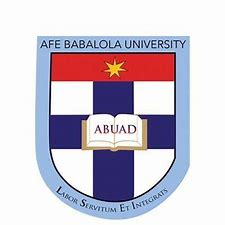 AFE BABALOLA UNIVERSITY
ABUAD
LABOR SERVITUM ET INTEGRATS